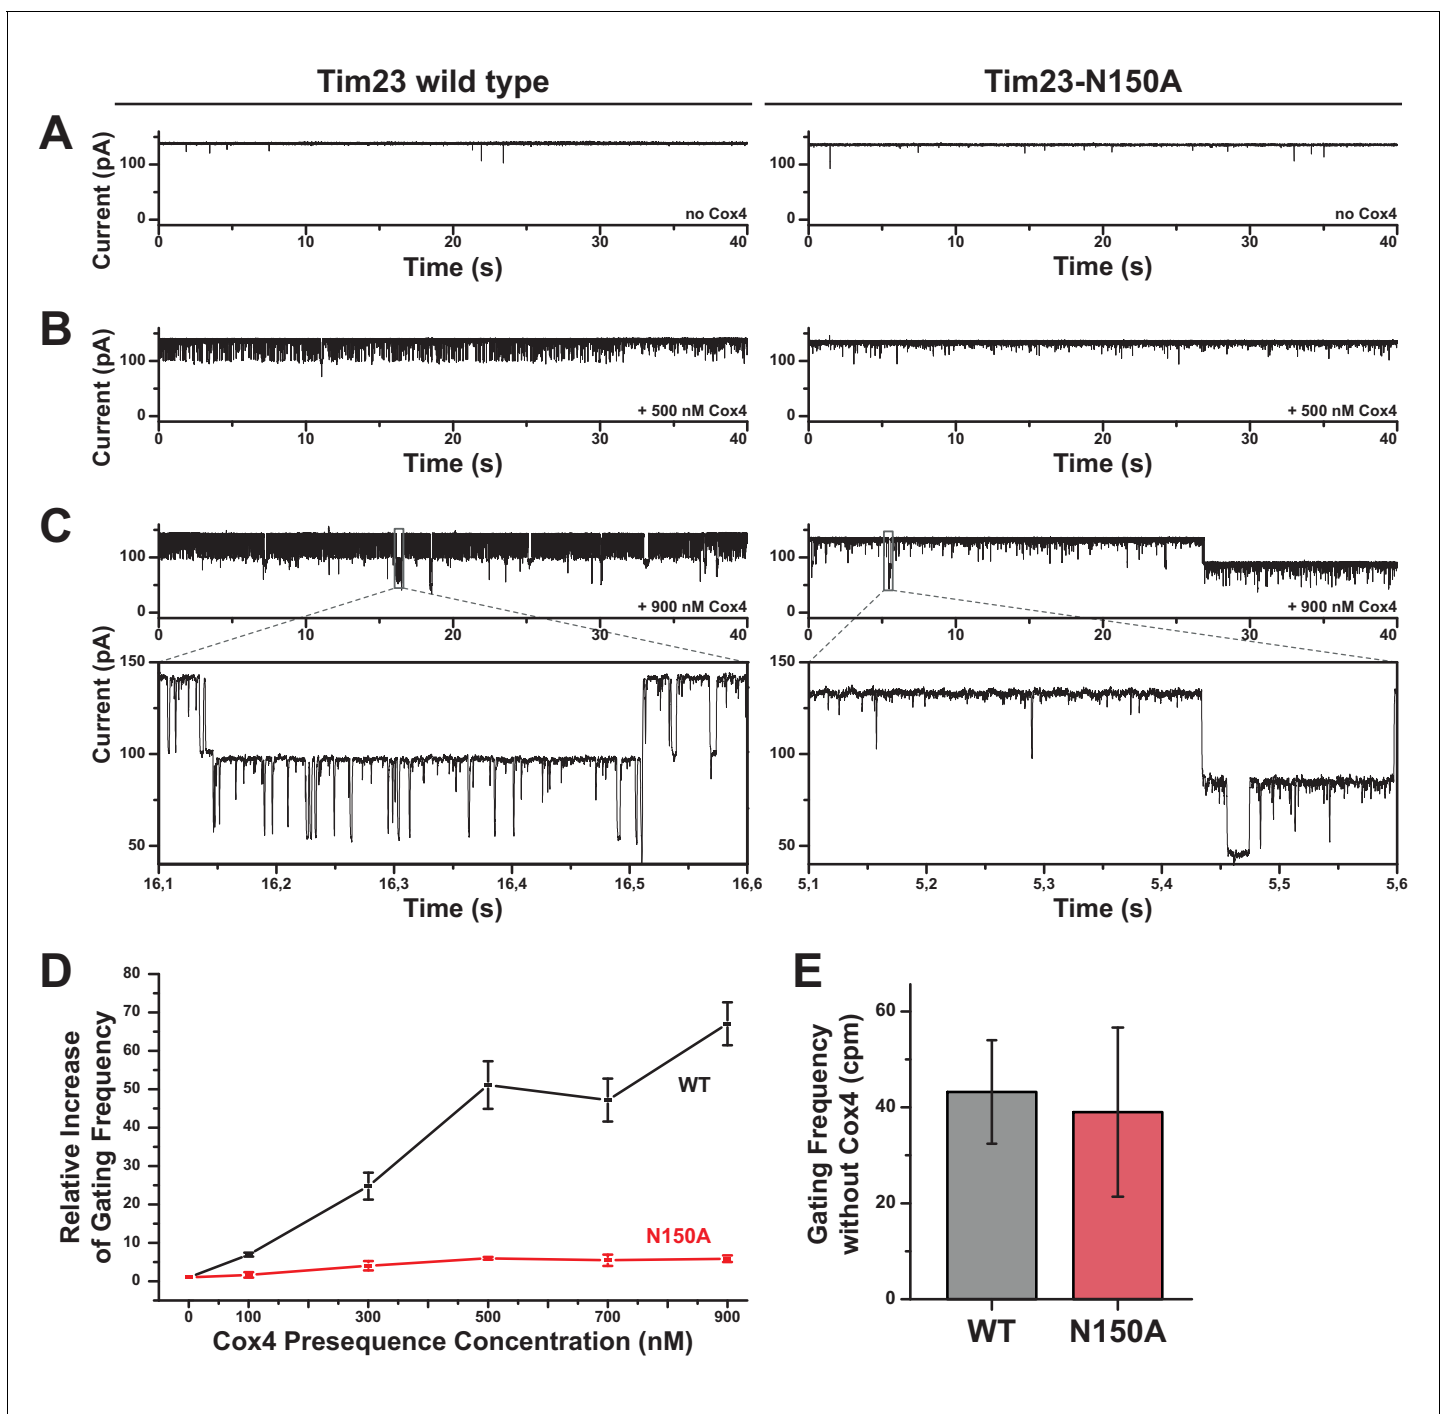 Tim23 wild type
Tim23-N150A
A
Current (pA)
100
0
no Cox4
0 10 20 30 40
Time (s)
100
0
no Cox4
0 10 20 30 40
Time (s)
B
Current (pA)
100
0
+ 500 nM Cox4
0 10 20 30 40
Time (s)
100
0
+ 500 nM Cox4
0 10 20 30 40
Time (s)
C
Current (pA)
100
0
+ 900 nM Cox4
0 10 20 30 40
150
100
50
16,1 16,2 16,3 16,4 16,5 16,6
Time (s)
100
0
+ 900 nM Cox4
0 10 20 30 40
150
100
50
5,1 5,2 5,3 5,4 5,5 5,6
Time (s)
D
Relative Increase
of Gating Frequency
80
70
60
50
40
30
20
10
0
WT
N150A
0 100 300 500 700 900
Cox4 Presequence Concentration (nM)
E
Gating Frequency
without Cox4 (cpm)
60
40
20
0
WT N150A